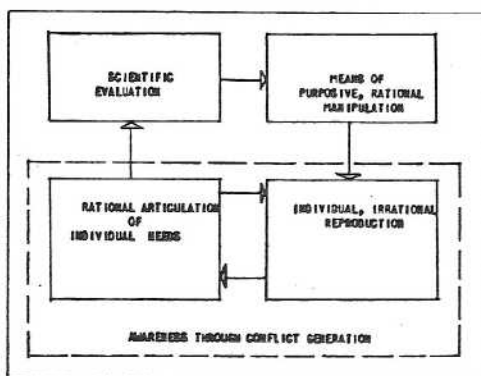 SCIENTIFIC
EVALUATION
MEANS OF
PURPOSIVE, RATIONAL
MANIPULATION
RATIONAL ARTICULATION
OF
INDIVIDUAL NEEDS
INDIVIDUAL, IRRATIONAL
REPRODUCTION
AWARENESS THROUGH CONFLICT GENERATION